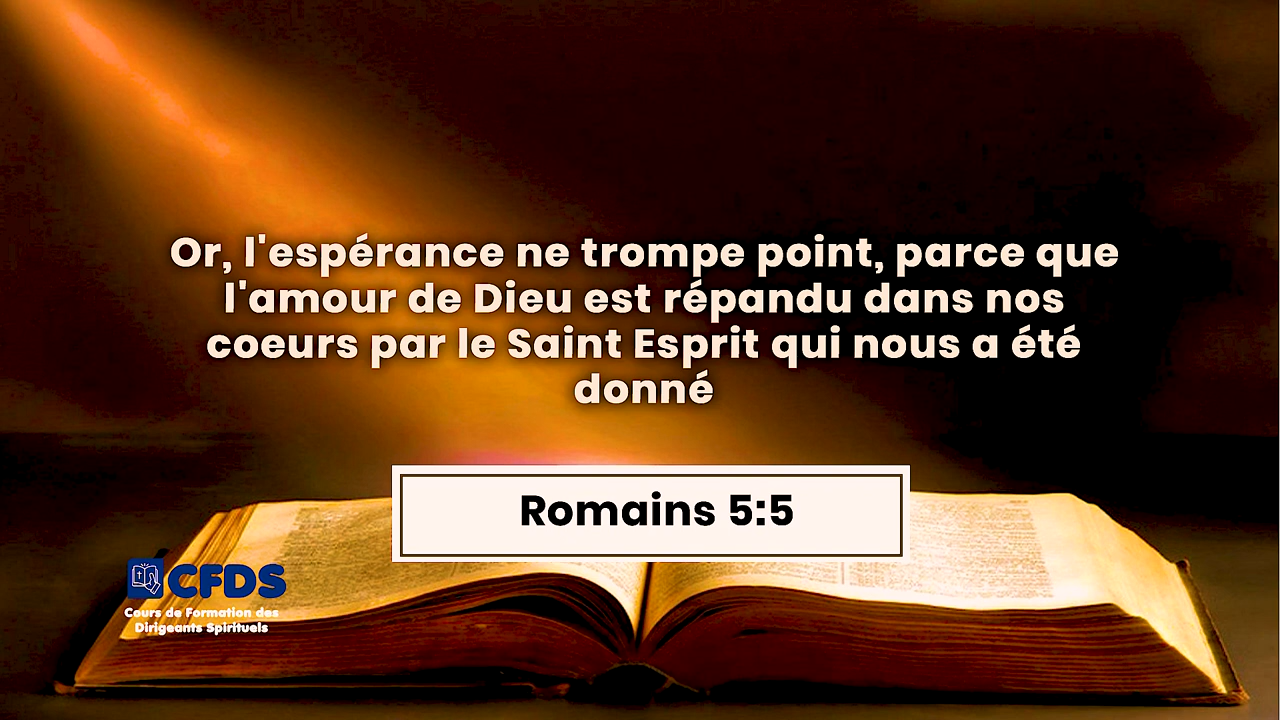 Or, l'espérance ne trompe point, parce que
l'amour de Dieu est répandu dans nos
coeurs par le Saint Esprit qui nous a été
donné
Romains 5:5
CFDS
Cours de Formation des
Dirigeants Spirituels